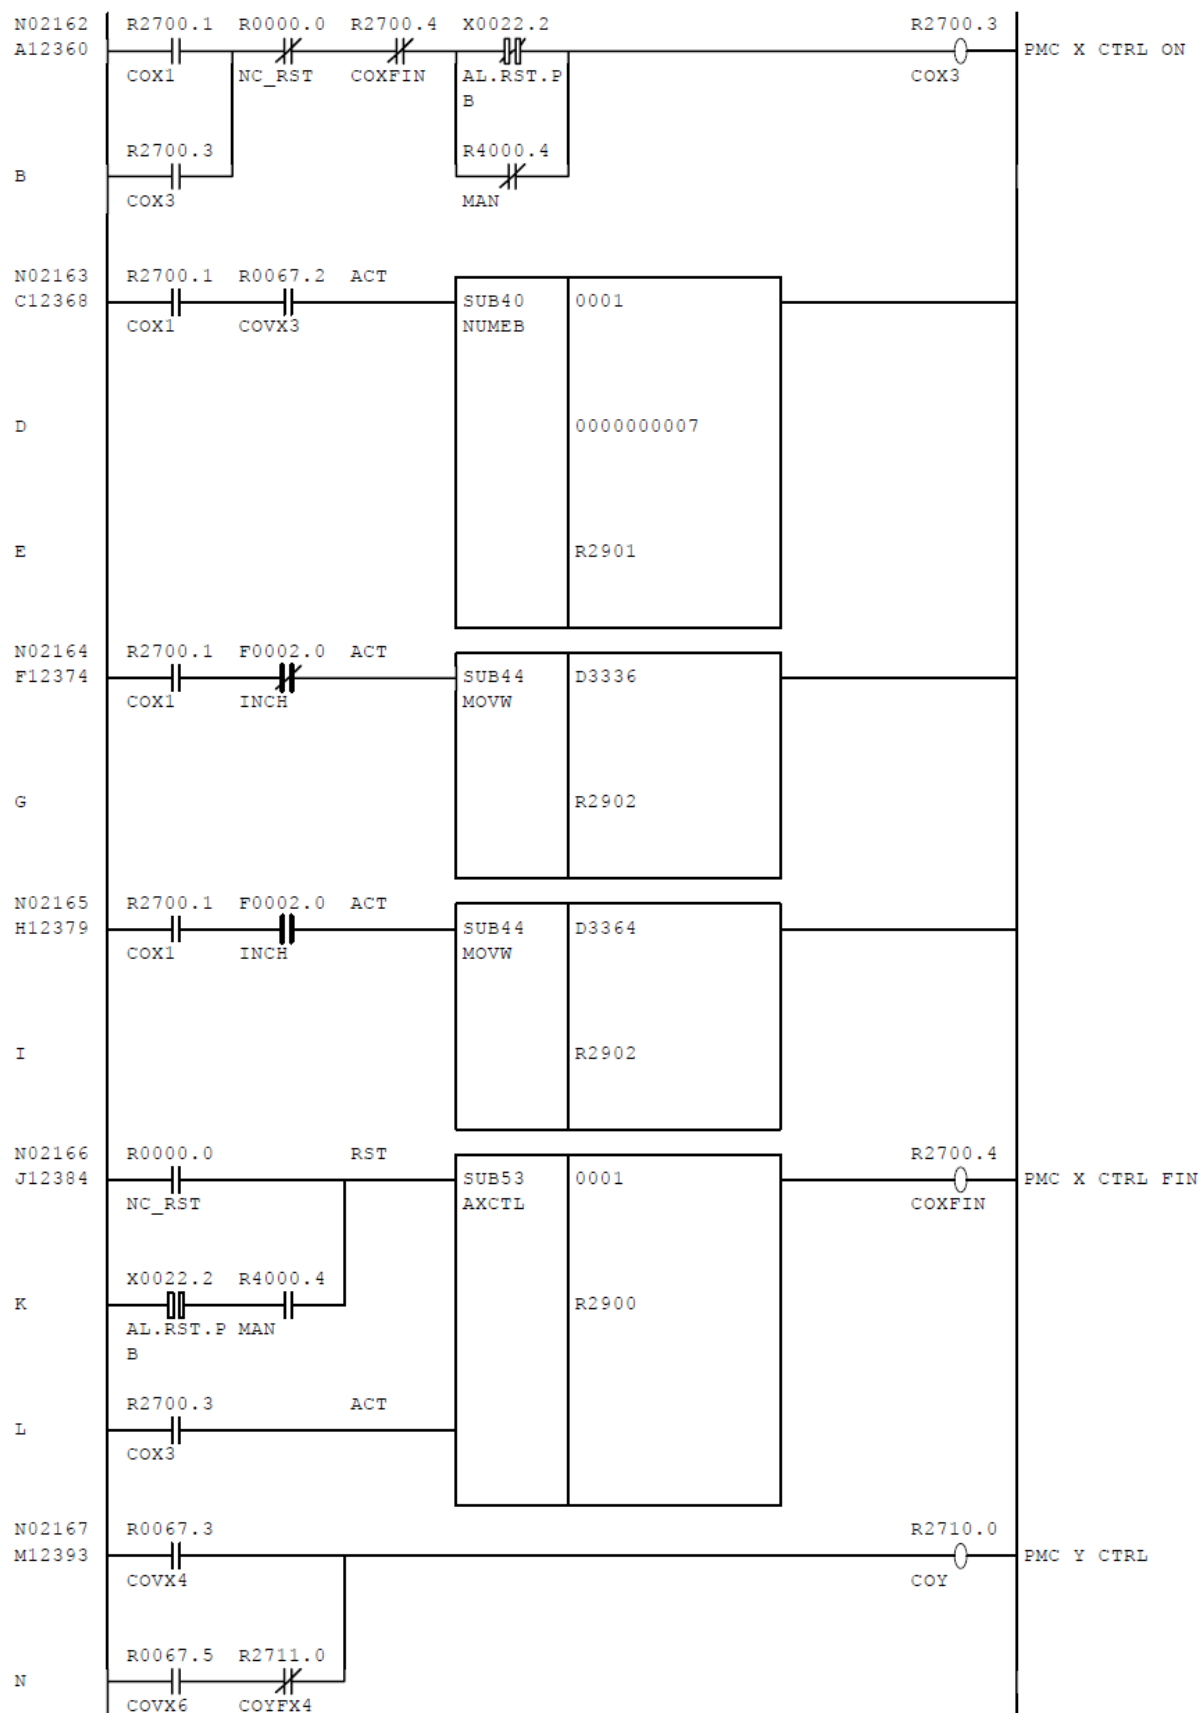 N02162 R2700.1 R0000.0 R2700.4 X0022.2 R2700.3
A12360 PMC X CTRL ON
COX1 NC_RST COXFIN AL.RST.P COX3
B
R2700.3 R4000.4
B
COX3 MAN
N02163 R2700.1 R0067.2 ACT
C12368 SUB40 0001
COX1 COVX3 NUMEB
D 0000000007
E R2901
N02164 R2700.1 F0002.0 ACT
F12374 SUB44 D3336
COX1 INCH MOVW
G R2902
N02165 R2700.1 F0002.0 ACT
H12379 SUB44 D3364
COX1 INCH MOVW
I R2902
N02166 R0000.0 RST R2700.4
J12384 SUB53 0001 PMC X CTRL FIN
NC_RST AXCTL COXFIN
X0022.2 R4000.4
K R2900
AL.RST.P MAN
B
R2700.3 ACT
L
COX3
N02167 R0067.3 R2710.0
M12393 PMC Y CTRL
COVX4 COY
R0067.5 R2711.0
N
COVX6 COYFX4